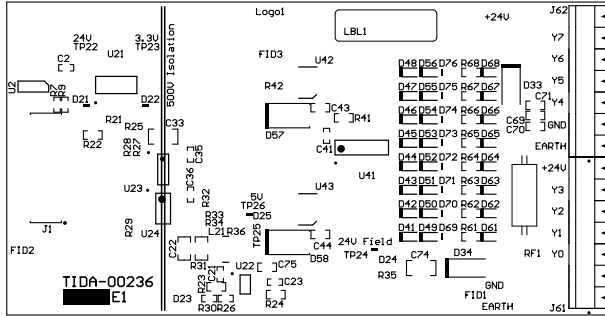 Logo1
LBL1
+24V
J62
24V
TP22
U21
3.3V
TP23
500V Isolation
C2
FID3
U42
D48 D56 D76 R68 D68
Y7
Y6
U2
R7
R9
D21
D22
R42
D47 D55 D75 R67 D67
D33
Y5
C71
Y4
R21
R25
C33
D57
C43
R41
D46 D54 D74 R66 D66
C69
C70
GND
R22
R28
R27
C35
C41
U41
D45 D53 D73 R65 D65
EARTH
D44 D52 D72 R64 D64
+24V
U23
C36
R32
U43
D43 D51 D71 R63 D63
Y3
5V
TP26
D25
R33
R34
D42 D50 D70 R62 D62
Y2
J1
R29
U24
L21
R36
TP25
C44
D41 D49 D69 R61 D61
Y1
FID2
C22
24V Field
TP24
RF1
Y0
R31
C21
U22
C75
D58
D24
R35
C74
D34
TIDA-00236
E1
R23
C23
GND
D23
R30
R26
R24
FID1
EARTH
J61